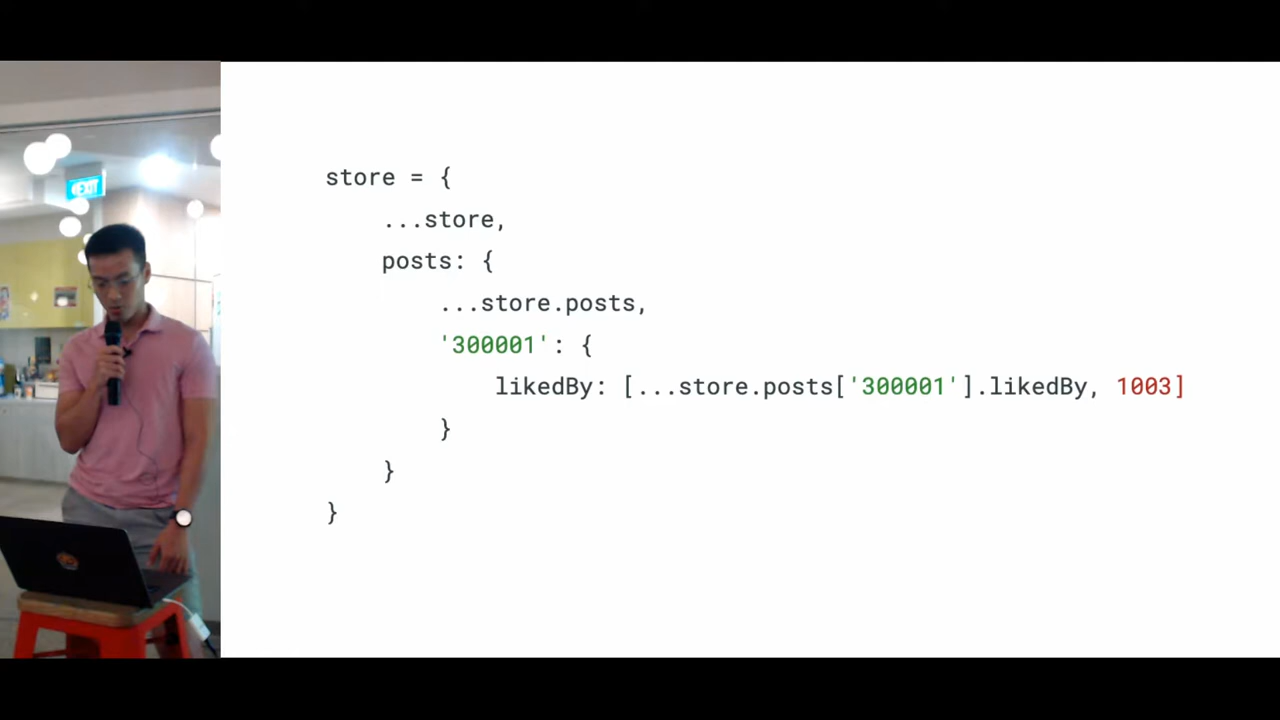 EXIT
store = {
...store,
posts: {
...store.posts,
'300001': {
likedBy: [...store.posts['300001'].likedBy, 1003]
}
}
}